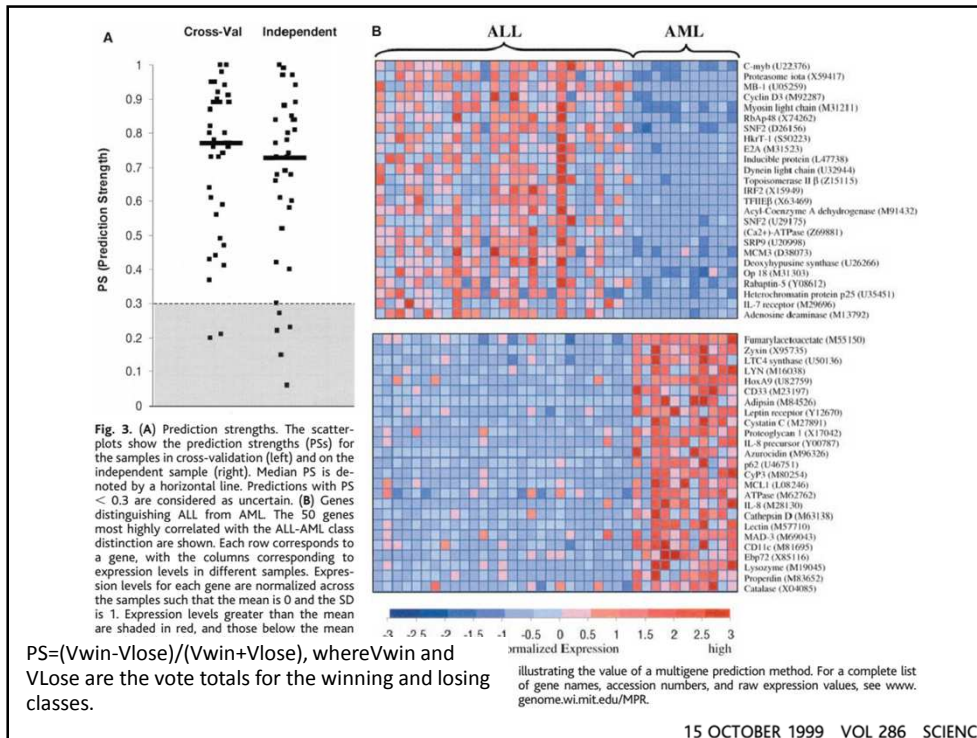 A
Cross-Val Independent
PS (Prediction Strength)
1
0.9
0.8
0.7
0.6
0.5
0.4
0.3
0.2
0.1
0
Fig. 3. (A) Prediction strengths. The scatter-
plots show the prediction strengths (PSs) for
the samples in cross-validation (left) and on the
independent sample (right). Median PS is de-
noted by a horizontal line. Predictions with PS
< 0.3 are considered as uncertain. (B) Genes
distinguishing ALL from AML. The 50 genes
most highly correlated with the ALL-AML class
distinction are shown. Each row corresponds to
a gene, with the columns corresponding to
expression levels in different samples. Expres-
sion levels for each gene are normalized across
the samples such that the mean is 0 and the SD
is 1. Expression levels greater than the mean
are shaded in red, and those below the mean
B
ALL AML
C-myb (U22376)
Proteasome iota (X59417)
MB-1 (U05259)
Cyclin D3 (M92287)
Myosin light chain (M31211)
RbAp48 (X74262)
SNF2 (D26156)
HkrT-1 (S50223)
E2A (M31523)
Inducible protein (L47738)
Dynein light chain (U32944)
Topoisomerase II β (Z15115)
IRF2 (X15949)
TFIIEβ (X63469)
Acyl-Coenzyme A dehydrogenase (M91432)
SNF2 (U29175)
(Ca2+)-ATPase (Z69881)
SRP9 (U20998)
MCM3 (D38073)
Deoxyhypusine synthase (U26266)
Op 18 (M31303)
Rabaptin-5 (Y08612)
Heterochromatin protein p25 (U35451)
IL-7 receptor (M29696)
Adenosine deaminase (M13792)
Fumarylacetoacetate (M55150)
Zyxin (X95735)
LTC4 synthase (U50136)
LYN (M16038)
HoxA9 (U82759)
CD33 (M23197)
Adipsin (M84526)
Leptin receptor (Y12670)
Cystatin C (M27891)
Proteoglycan 1 (X17042)
IL-8 precursor (Y00787)
Azurocidin (M96326)
p62 (U46751)
CyP3 (M80254)
MCL1 (L08246)
ATPase (M62762)
IL-8 (M28130)
Cathepsin D (M63138)
Lectin (M57710)
MAD-3 (M69043)
CD11c (M81695)
Ebp72 (X85116)
Lysozyme (M19045)
Properdin (M83652)
Catalase (X04085)
-3 -2.5 -2 -1.5 -1 -0.5 0 0.5 1 1.5 2 2.5 3
ormalized Expression high
PS=(Vwin-Vlose)/(Vwin+Vlose), whereVwin and
VLose are the vote totals for the winning and losing
classes.
illustrating the value of a multigene prediction method. For a complete list
of gene names, accession numbers, and raw expression values, see www.
genome.wi.mit.edu/MPR.
15 OCTOBER 1999 VOL 286 SCIENC